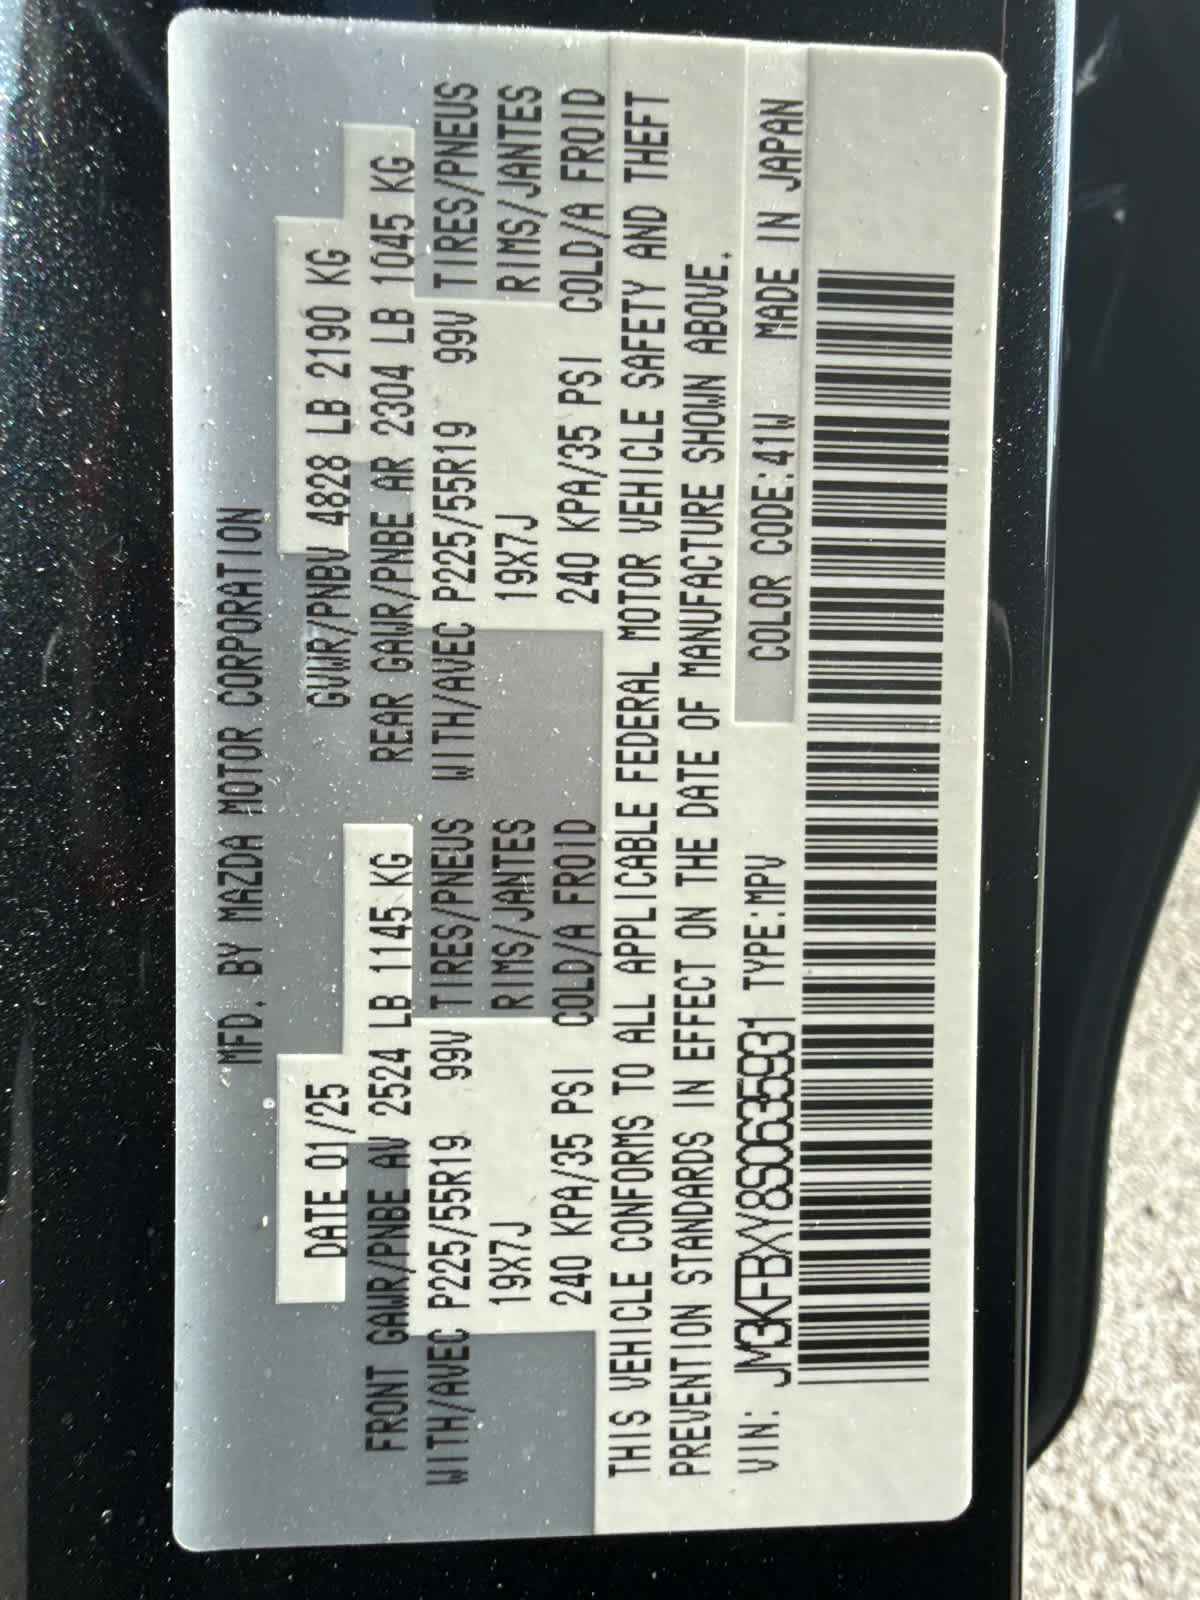 MFD. BY MAZDA MOTOR CORPORATION
DATE 01/25 GVWR/PNBV 4828 LB 2190 KG
FRONT GAWR/PNBE AV 2524 LB 1145 KG REAR GAWR/PNBE AR 2304 LB 1045 KG
WITH/AVEC P225/55R19 99V TIRES/PNEUS WITH/AVEC P225/55R19 99V TIRES/PNEUS
19X7J RIMS/JANTES 19X7J RIMS/JANTES
240 KPA/35 PSI COLD/A FROID 240 KPA/35 PSI COLD/A FROID
THIS VEHICLE CONFORMS TO ALL APPLICABLE FEDERAL MOTOR VEHICLE SAFETY AND THEFT
PREVENTION STANDARDS IN EFFECT ON THE DATE OF MANUFACTURE SHOWN ABOVE.
VIN: JM3KFBXY8S0635931 TYPE:MPV COLOR CODE:41W MADE IN JAPAN